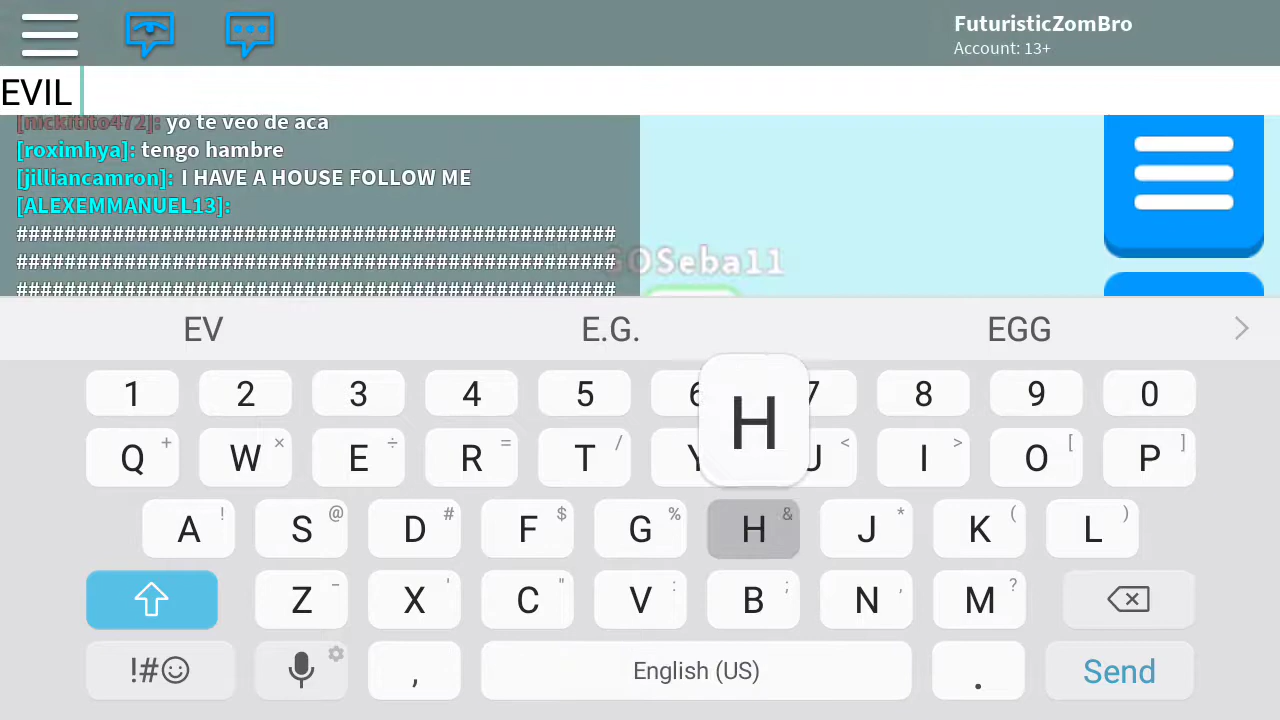 FuturisticZomBro
Account: 13+
EVIL
[nickitito472]: yo te veo de aca
[roximhya]: tengo hambre
[jilliancamron]: I HAVE A HOUSE FOLLOW ME
[ALEXEMMANUEL13]:
##################################################
##################################################
##################################################
GOSeba11
EV E.G. EGG
1 2 3 4 5 6 7 8 9 0
H
Q + W × E ÷ R = T / Y U < I > O [ P ]
A ! S @ D # F $ G % H & J * K ( L )
Z - X ' C " V : B ; N , M ?
!#☺ , English (US) . Send